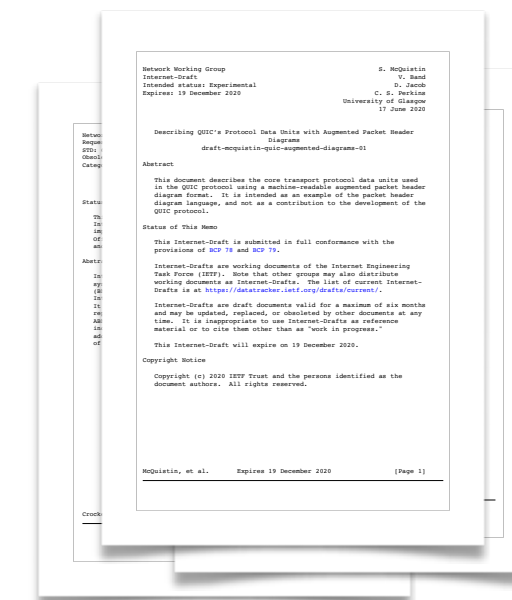 Network Working Group S. McQuistin
Internet-Draft V. Band
Intended status: Experimental D. Jacob
Expires: 19 December 2020 C. S. Perkins
University of Glasgow
17 June 2020
Describing QUIC's Protocol Data Units with Augmented Packet Header
Diagrams
draft-mcquistin-quic-augmented-diagrams-01
Abstract
This document describes the core transport protocol data units used
in the QUIC protocol using a machine-readable augmented packet header
diagram format. It is intended as an example of the packet header
diagram language, and not as a contribution to the development of the
QUIC protocol.
Status of This Memo
This Internet-Draft is submitted in full conformance with the
provisions of BCP 78 and BCP 79.
Internet-Drafts are working documents of the Internet Engineering
Task Force (IETF). Note that other groups may also distribute
working documents as Internet-Drafts. The list of current Internet-
Drafts is at https://datatracker.ietf.org/drafts/current/.
Internet-Drafts are draft documents valid for a maximum of six months
and may be updated, replaced, or obsoleted by other documents at any
time. It is inappropriate to use Internet-Drafts as reference
material or to cite them other than as "work in progress."
This Internet-Draft will expire on 19 December 2020.
Copyright Notice
Copyright (c) 2020 IETF Trust and the persons identified as the
document authors. All rights reserved.
McQuistin, et al. Expires 19 December 2020 [Page 1]